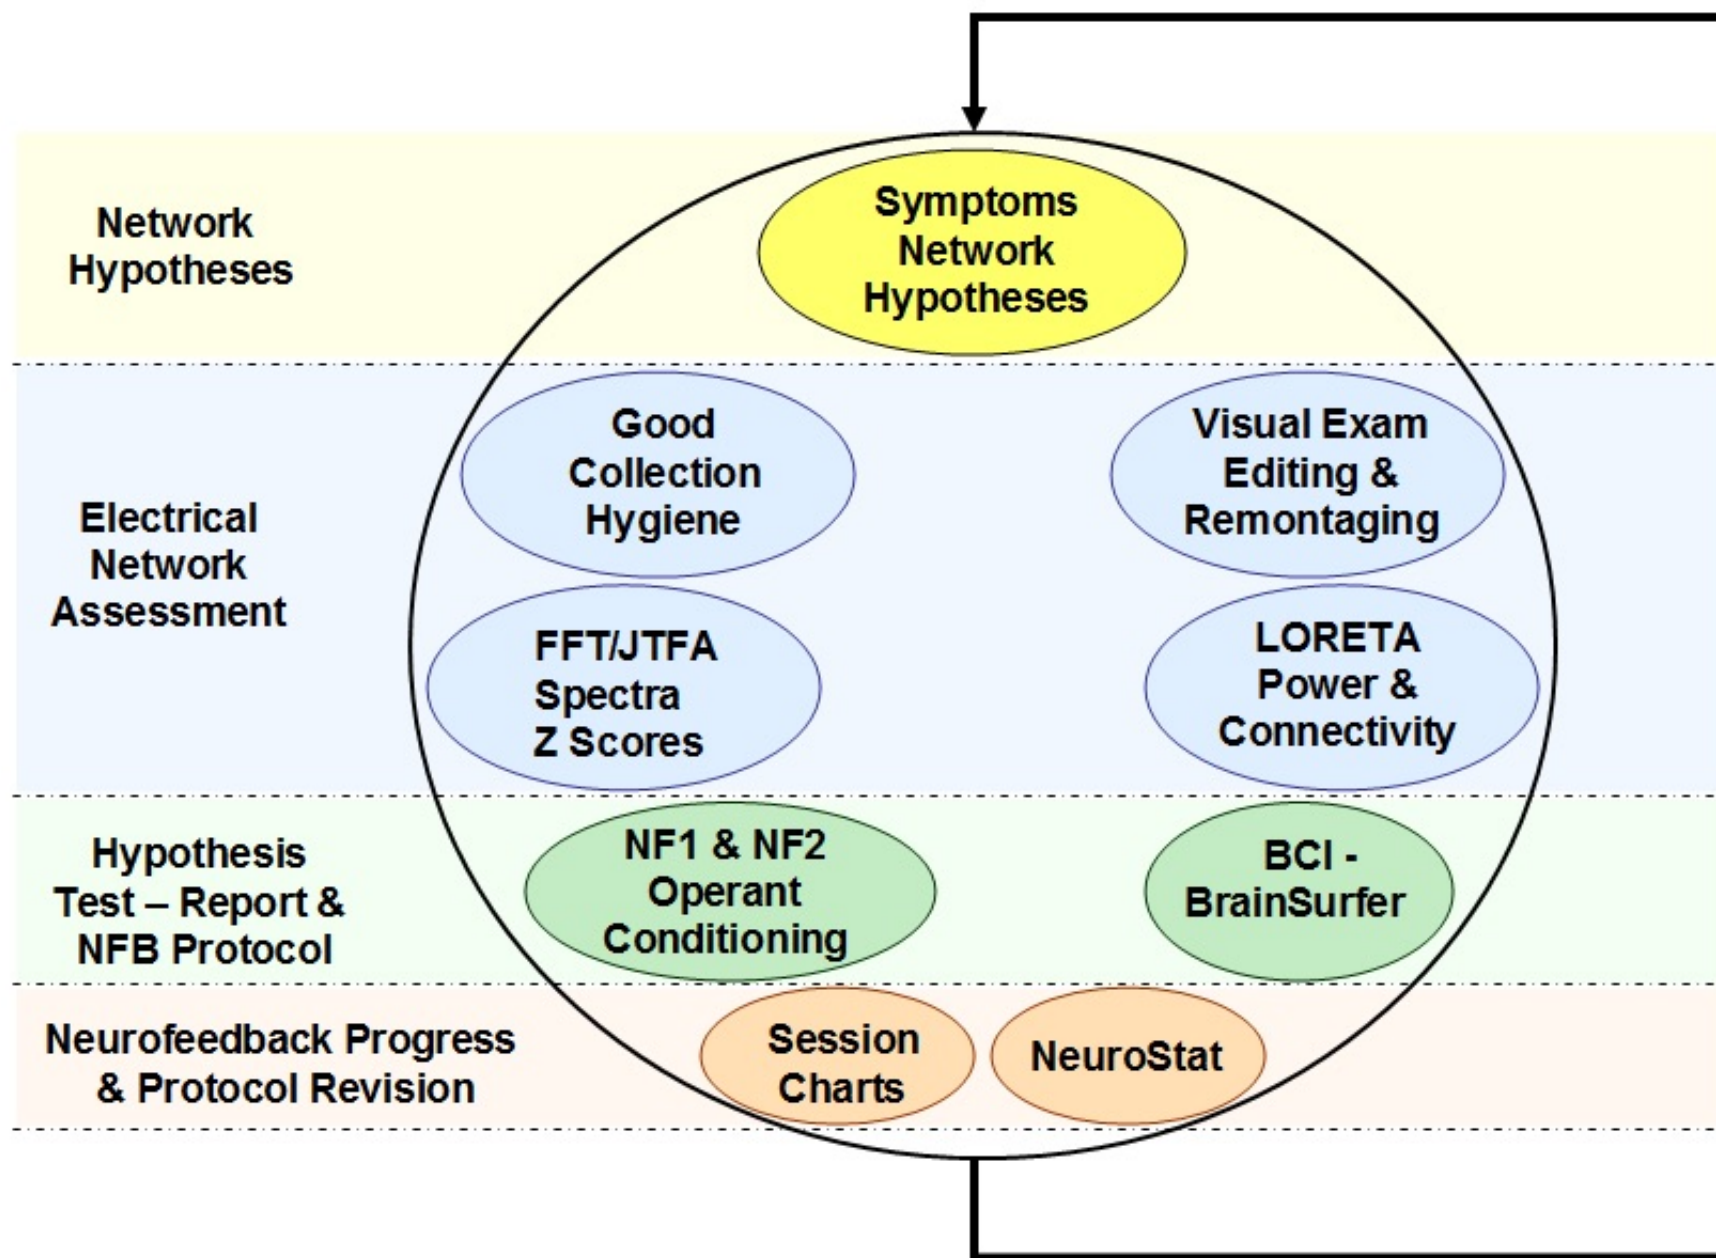 Network
Hypotheses
Symptoms
Network
Hypotheses
Electrical
Network
Assessment
Good
Collection
Hygiene
Visual Exam
Editing &
Remontaging
FFT/JTFA
Spectra
Z Scores
LORETA
Power &
Connectivity
Hypothesis
Test – Report &
NFB Protocol
NF1 & NF2
Operant
Conditioning
BCI -
BrainSurfer
Neurofeedback Progress
& Protocol Revision
Session
Charts
NeuroStat